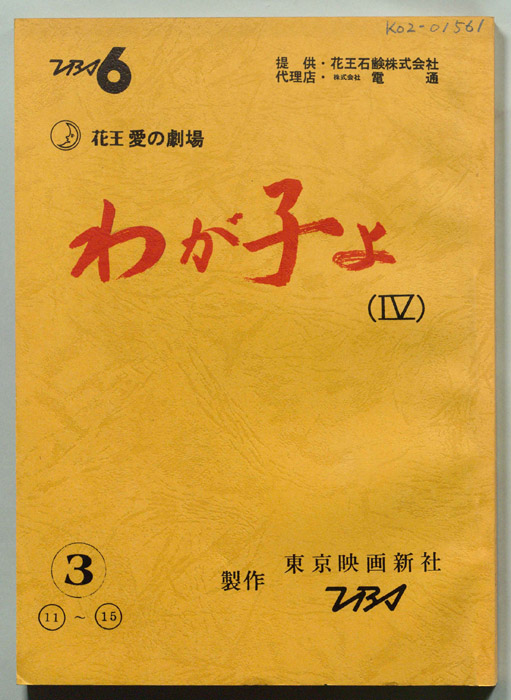 K02-01561
TBS6
提 供・花王石鹸株式会社
代理店・株式会社 電 通
花王 愛の劇場
わが子よ
(IV)
3
11 ~ 15
製作 東京映画新社
TBS